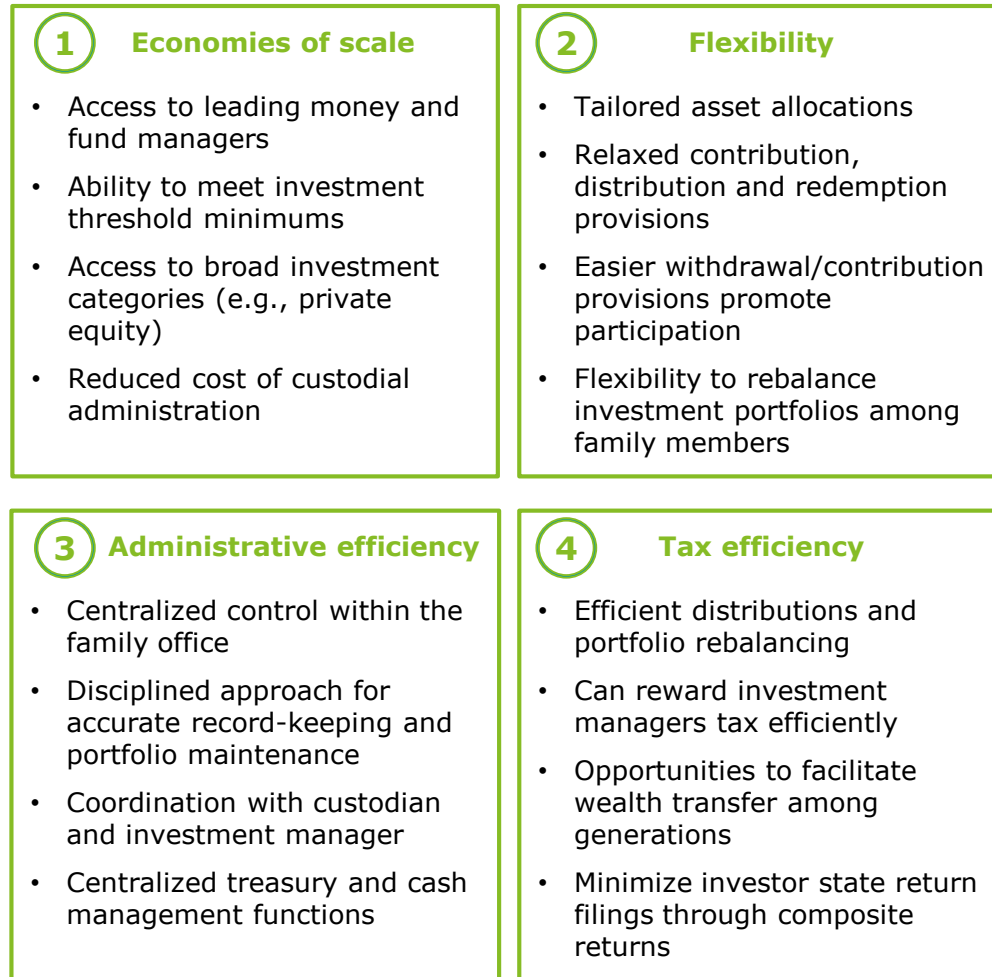 1 Economies of scale
• Access to leading money and
fund managers
• Ability to meet investment
threshold minimums
• Access to broad investment
categories (e.g., private
equity)
• Reduced cost of custodial
administration
2 Flexibility
• Tailored asset allocations
• Relaxed contribution,
distribution and redemption
provisions
• Easier withdrawal/contribution
provisions promote
participation
• Flexibility to rebalance
investment portfolios among
family members
3 Administrative efficiency
• Centralized control within the
family office
• Disciplined approach for
accurate record-keeping and
portfolio maintenance
• Coordination with custodian
and investment manager
• Centralized treasury and cash
management functions
4 Tax efficiency
• Efficient distributions and
portfolio rebalancing
• Can reward investment
managers tax efficiently
• Opportunities to facilitate
wealth transfer among
generations
• Minimize investor state return
filings through composite
returns